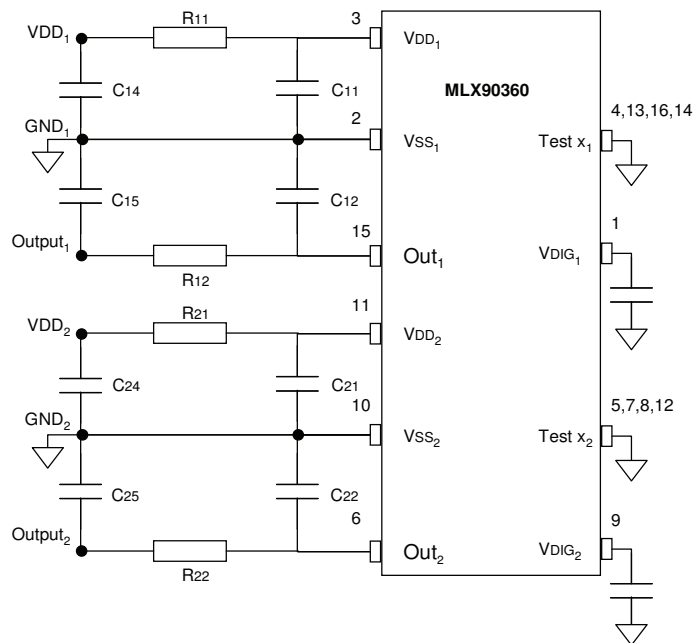 R11
3
VDD1
VDD1
C14
C11
MLX90360
4,13,16,14
GND1
2
VSS1
Test x1
C15
C12
1
Output1
15
Out1
VDIG1
R12
R21
11
VDD2
VDD2
C24
C21
10
5,7,8,12
GND2
VSS2
Test x2
C25
C22
6
9
Output2
Out2
VDIG2
R22